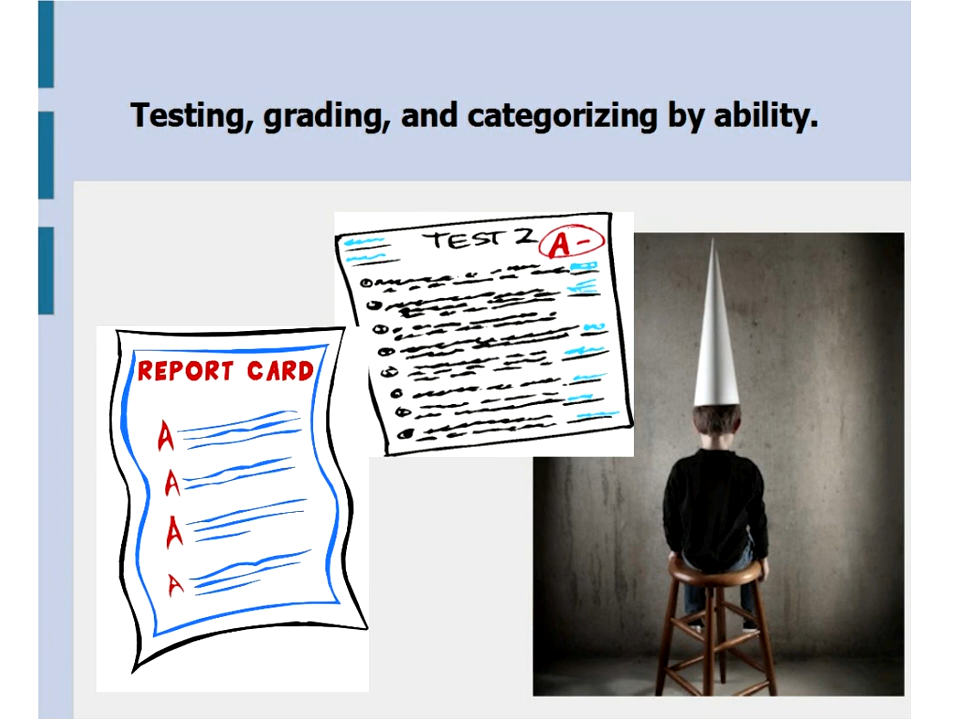 Testing, grading, and categorizing by ability.
TEST 2 A-
REPORT CARD
A
A
A
A